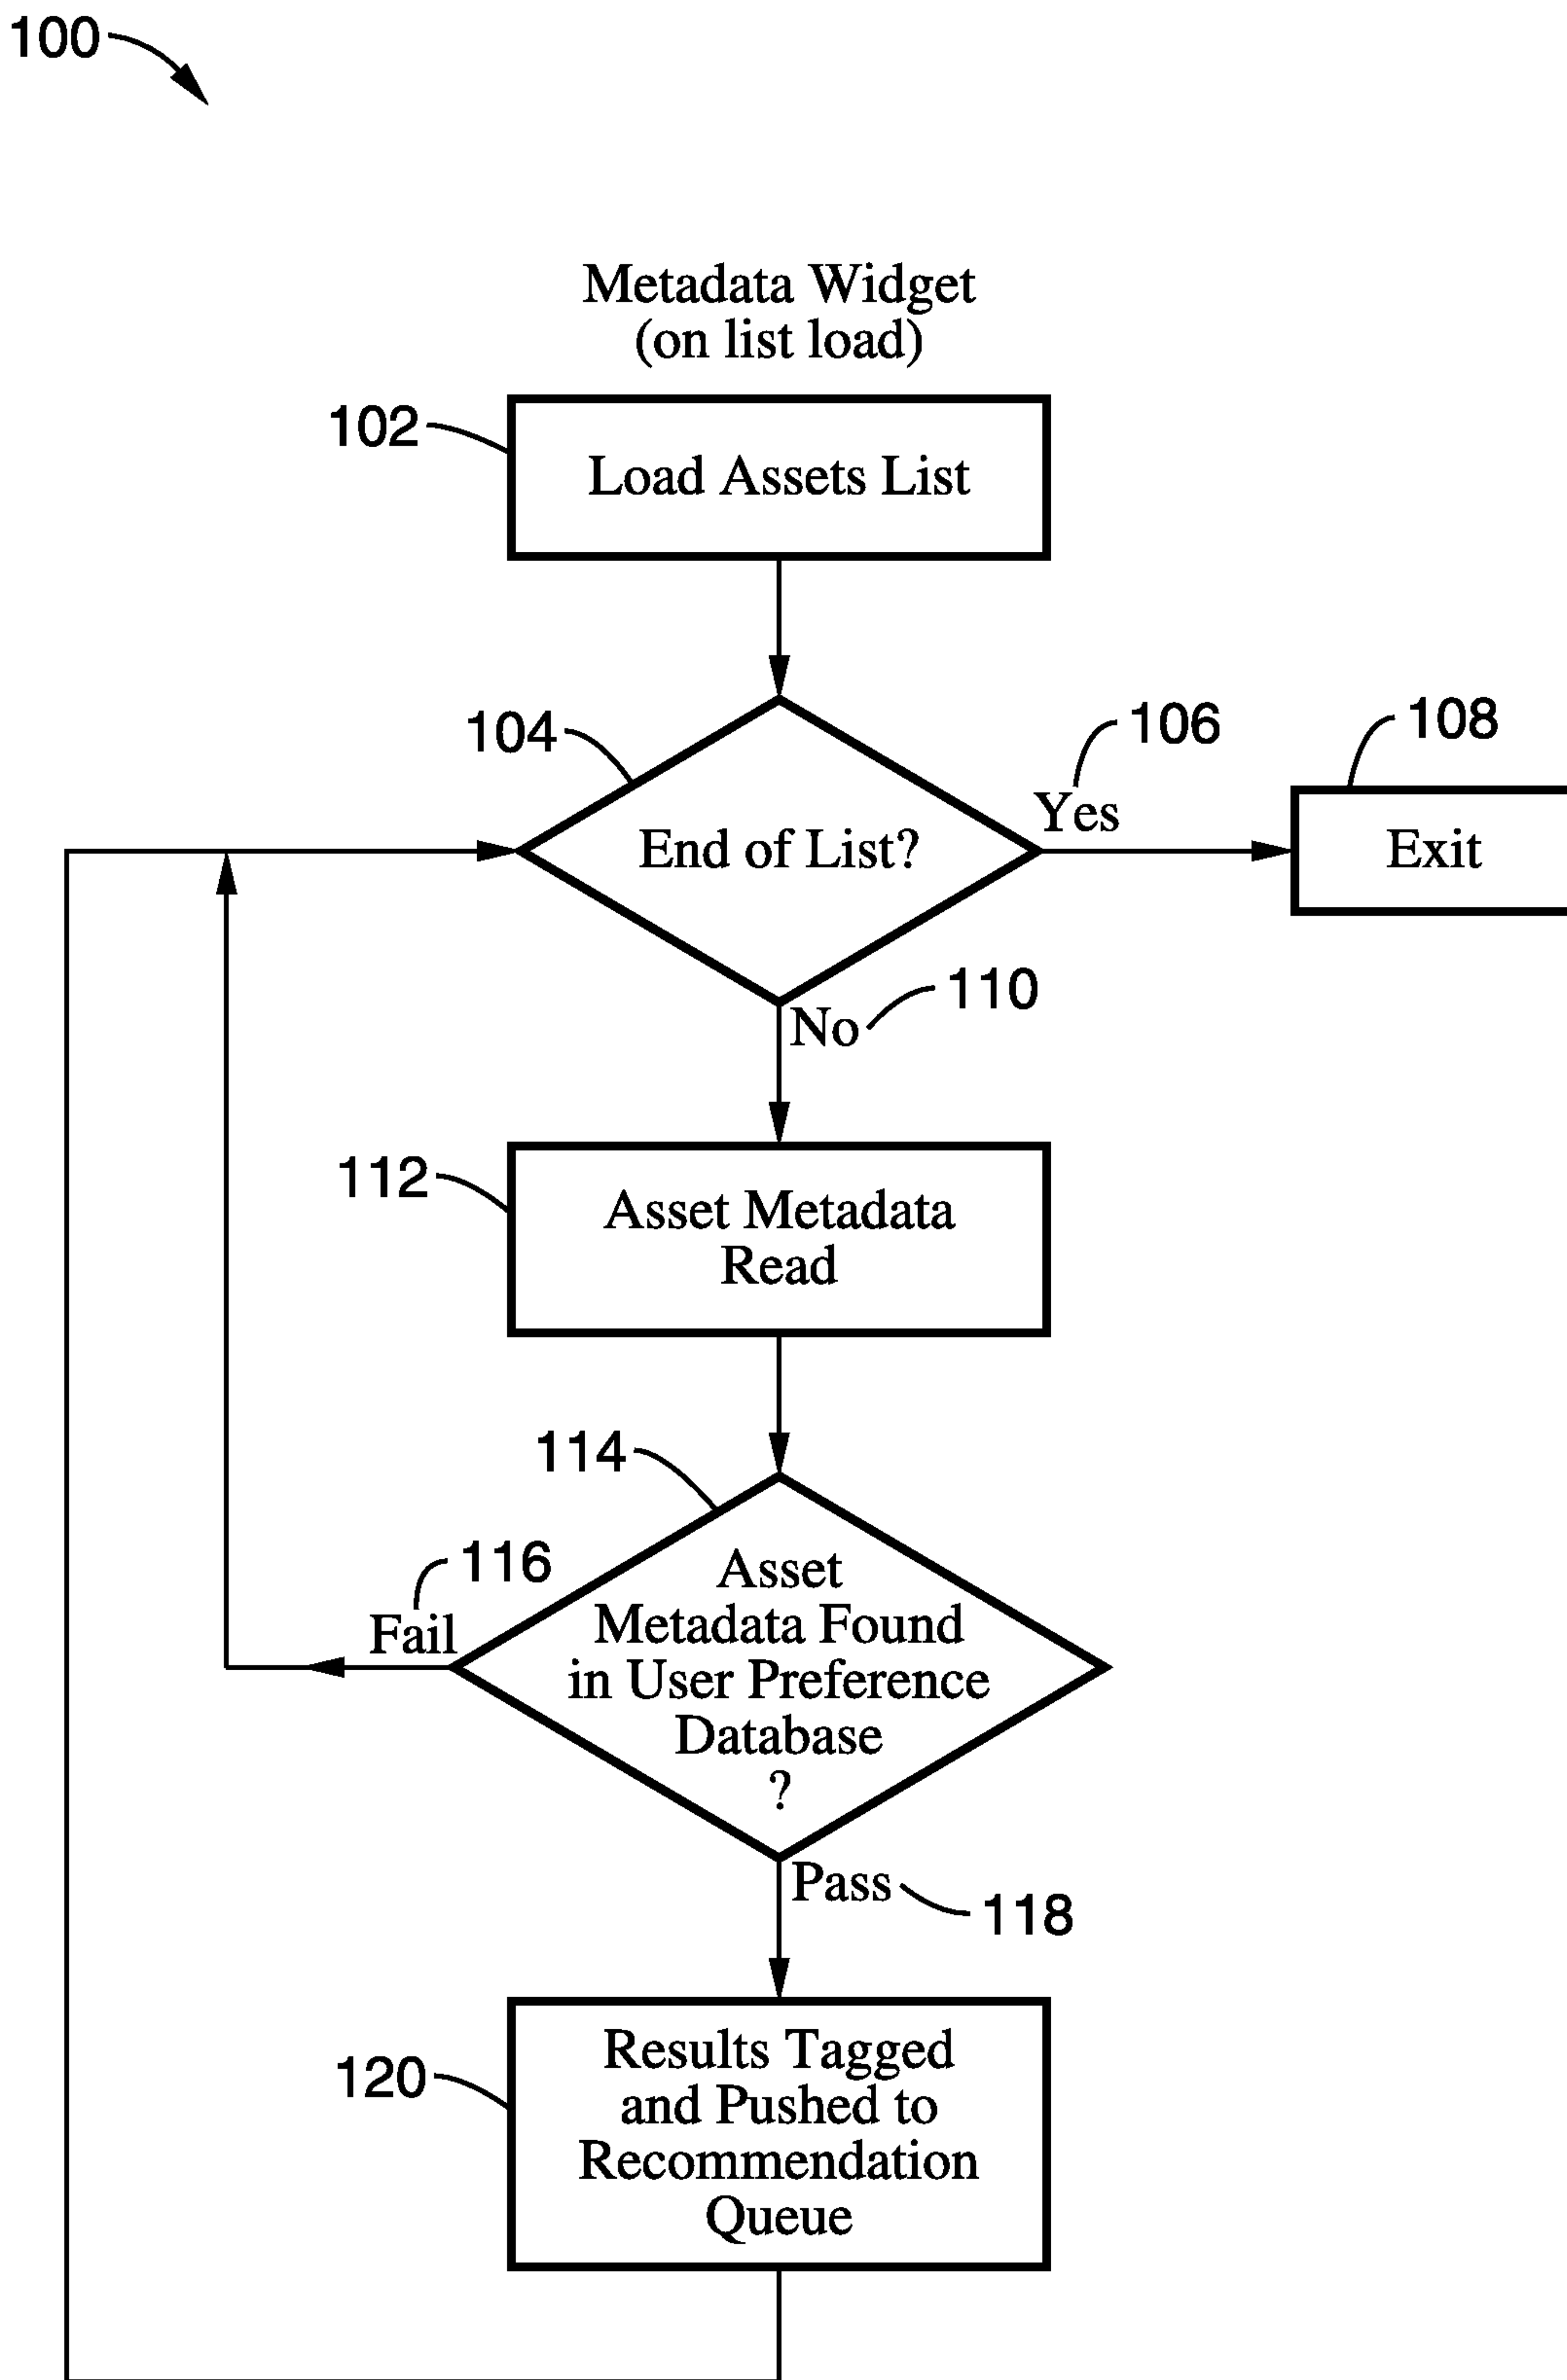 100
Metadata Widget
(on list load)
102
Load Assets List
104
End of List?
Yes
106
108
Exit
No
110
112
Asset Metadata
Read
114
Asset
Metadata Found
in User Preference
Database
?
116
Fail
Pass
118
120
Results Tagged
and Pushed to
Recommendation
Queue